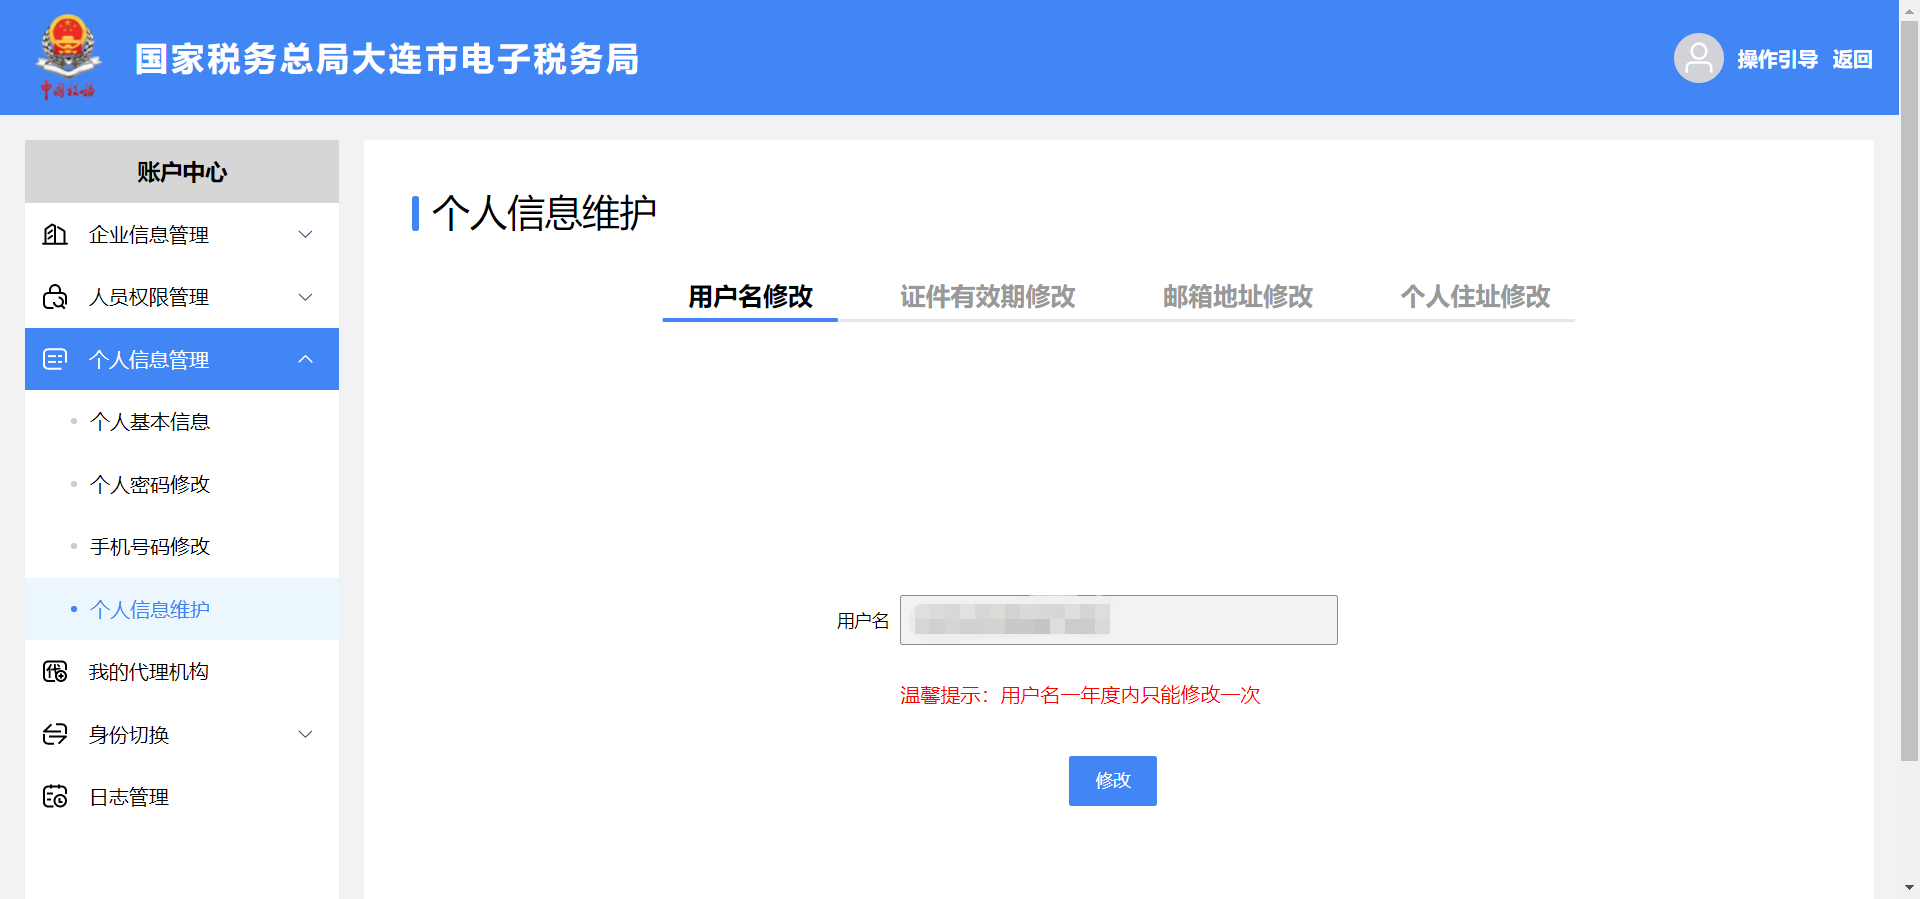 中国税务
国家税务总局大连市电子税务局
操作引导 返回
账户中心
企业信息管理
人员权限管理
个人信息管理
个人基本信息
个人密码修改
手机号码修改
个人信息维护
我的代理机构
身份切换
日志管理
个人信息维护
用户名修改 证件有效期修改 邮箱地址修改 个人住址修改
用户名
温馨提示：用户名一年度内只能修改一次
修改